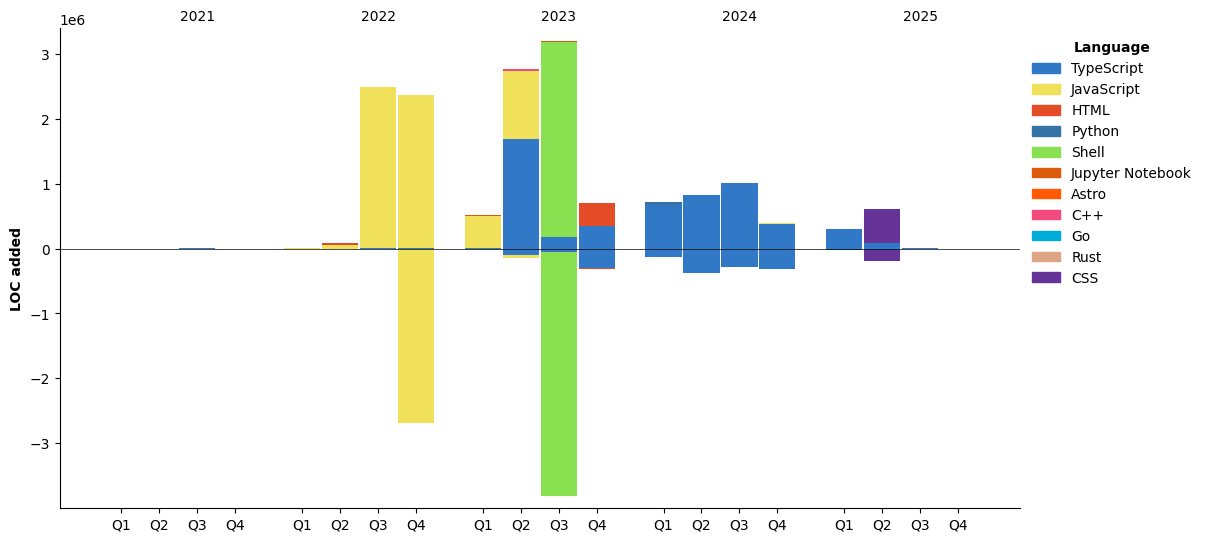 1e6
2021 2022 2023 2024 2025
Language
TypeScript
JavaScript
HTML
Python
Shell
Jupyter Notebook
Astro
C++
Go
Rust
CSS
LOC added
3
2
1
0
−1
−2
−3
Q1 Q2 Q3 Q4 Q1 Q2 Q3 Q4 Q1 Q2 Q3 Q4 Q1 Q2 Q3 Q4 Q1 Q2 Q3 Q4